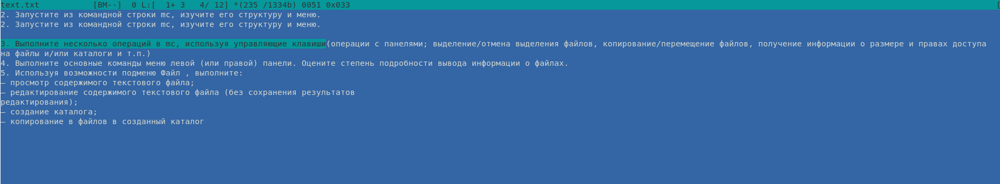 text.txt [BM--] 0 L:[ 1+ 3 4/ 12] *(235 /1334b) 0051 0x033 [
2. Запустите из командной строки mc, изучите его структуру и меню.
2. Запустите из командной строки mc, изучите его структуру и меню.
3. Выполните несколько операций в mc, используя управляющие клавиши(операции с панелями; выделение/отмена выделения файлов, копирование/перемещение файлов, получение информации о размере и правах доступа
на файлы и/или каталоги и т.п.)
4. Выполните основные команды меню левой (или правой) панели. Оцените степень подробности вывода информации о файлах.
5. Используя возможности подменю Файл , выполните:
– просмотр содержимого текстового файла;
– редактирование содержимого текстового файла (без сохранения результатов
редактирования);
– создание каталога;
– копирование в файлов в созданный каталог